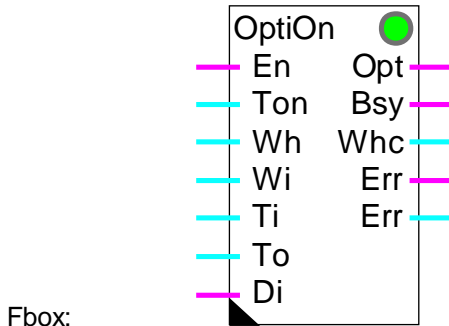 OptiOn
En Opt
Ton Bsy
Wh Whc
Wi Err
Ti Err
To
Di
Fbox: